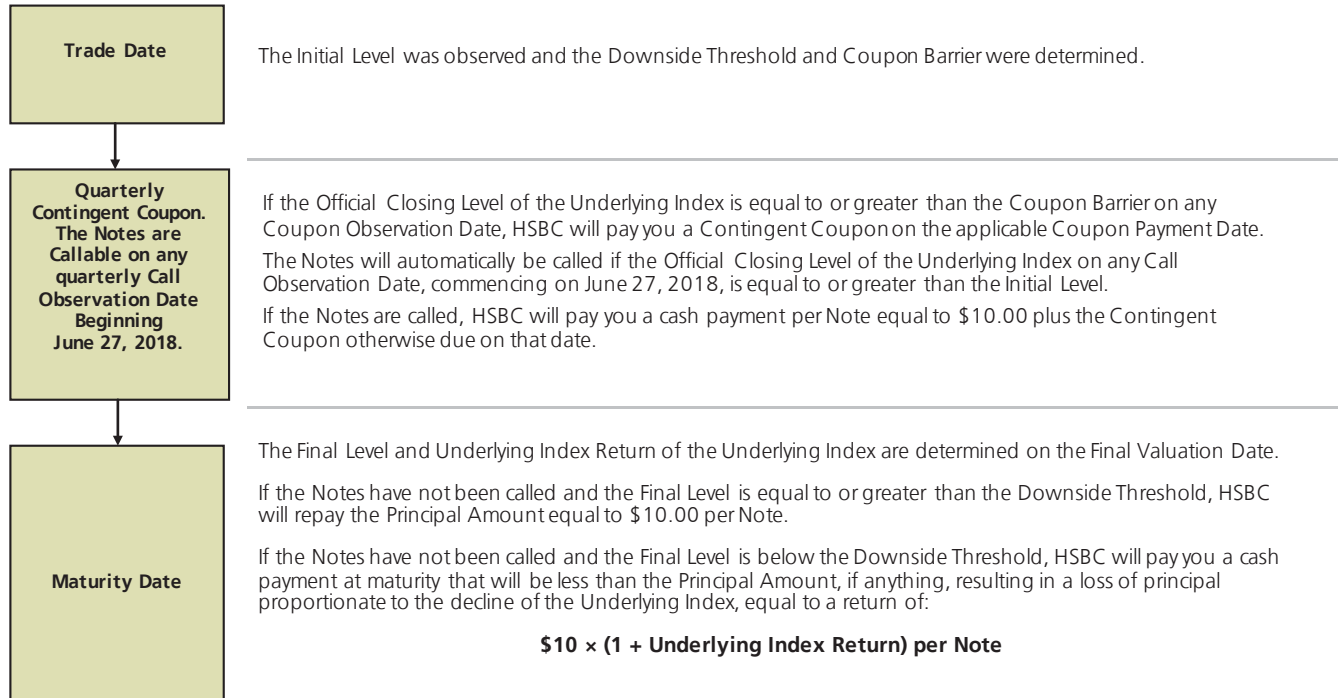 Trade Date
The Initial Level was observed and the Downside Threshold and Coupon Barrier were determined.
Quarterly
Contingent Coupon.
The Notes are
Callable on any
quarterly Call
Observation Date
Beginning
June 27, 2018.
If the Official Closing Level of the Underlying Index is equal to or greater than the Coupon Barrier on any
Coupon Observation Date, HSBC will pay you a Contingent Coupon on the applicable Coupon Payment Date.
The Notes will automatically be called if the Official Closing Level of the Underlying Index on any Call
Observation Date, commencing on June 27, 2018, is equal to or greater than the Initial Level.
If the Notes are called, HSBC will pay you a cash payment per Note equal to $10.00 plus the Contingent
Coupon otherwise due on that date.
Maturity Date
The Final Level and Underlying Index Return of the Underlying Index are determined on the Final Valuation Date.
If the Notes have not been called and the Final Level is equal to or greater than the Downside Threshold, HSBC
will repay the Principal Amount equal to $10.00 per Note.
If the Notes have not been called and the Final Level is below the Downside Threshold, HSBC will pay you a cash
payment at maturity that will be less than the Principal Amount, if anything, resulting in a loss of principal
proportionate to the decline of the Underlying Index, equal to a return of:
$10 × (1 + Underlying Index Return) per Note